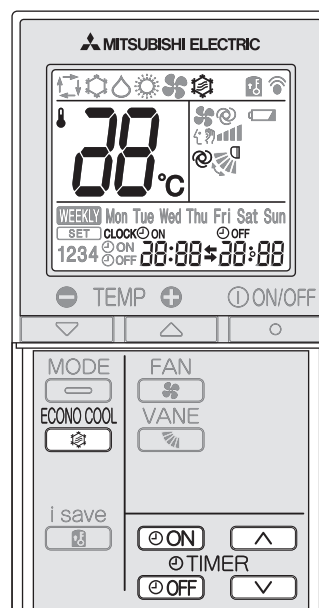 MITSUBISHI ELECTRIC
88°C
WEEKLY Mon Tue Wed Thu Fri Sat Sun
SET CLOCK ON OFF
1234 ON OFF 88:88 88:88
TEMP ON/OFF
MODE FAN
ECONO COOL VANE
i save
ON
TIMER
OFF